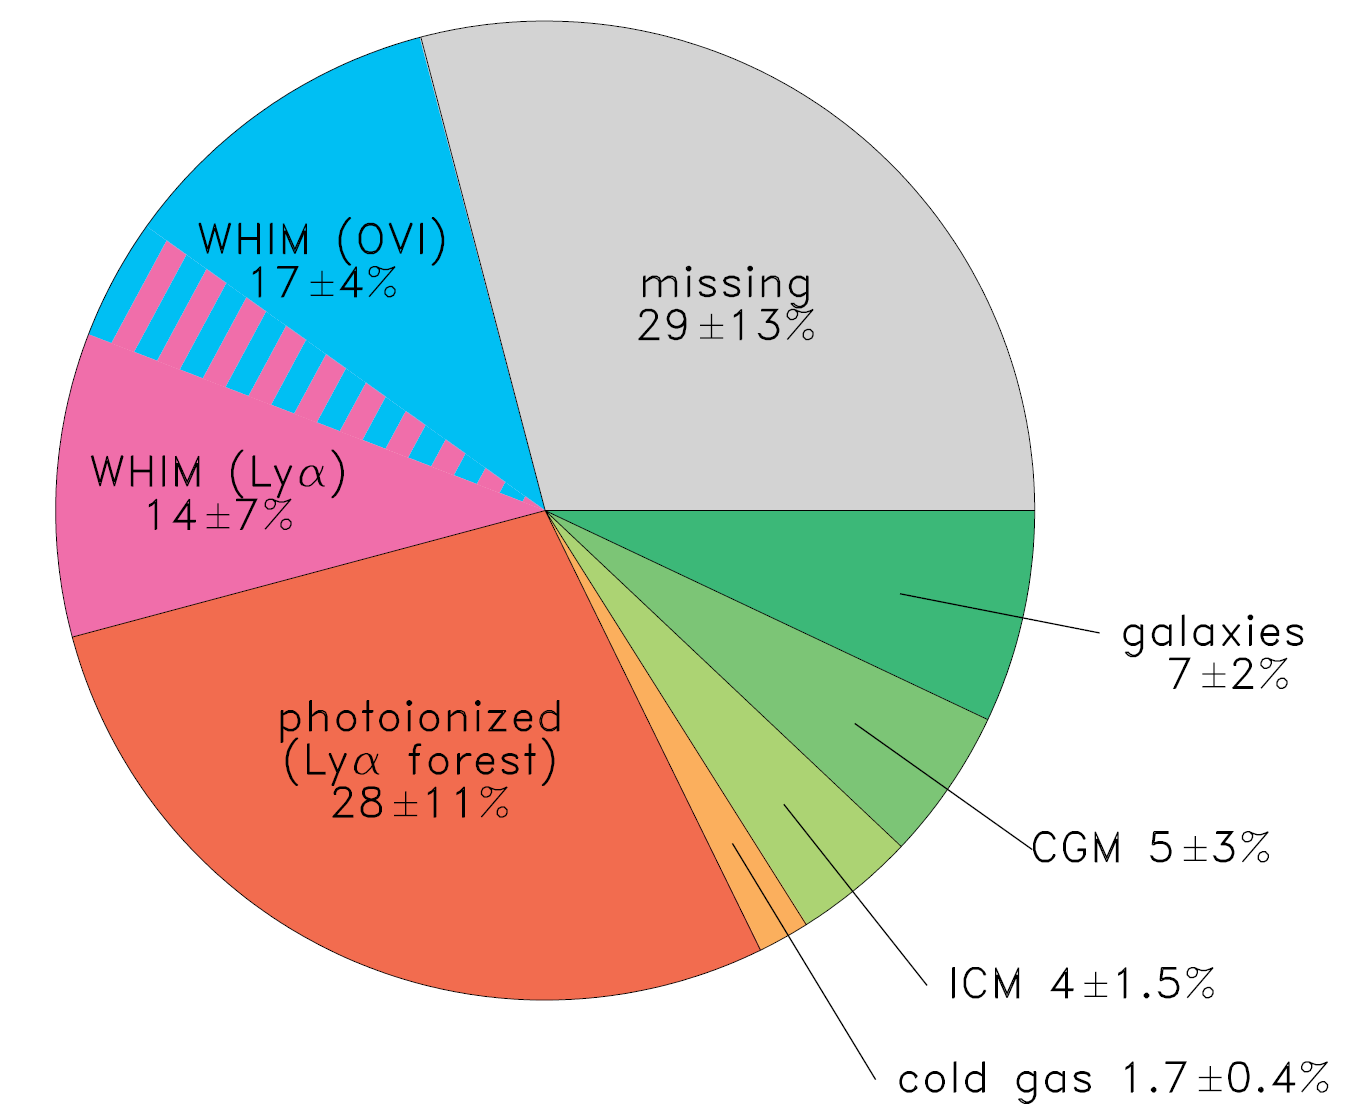 missing
29±13%
WHIM (OVI)
17±4%
WHIM (Lyα)
14±7%
photoionized
(Lyα forest)
28±11%
galaxies
7±2%
CGM 5±3%
ICM 4±1.5%
cold gas 1.7±0.4%